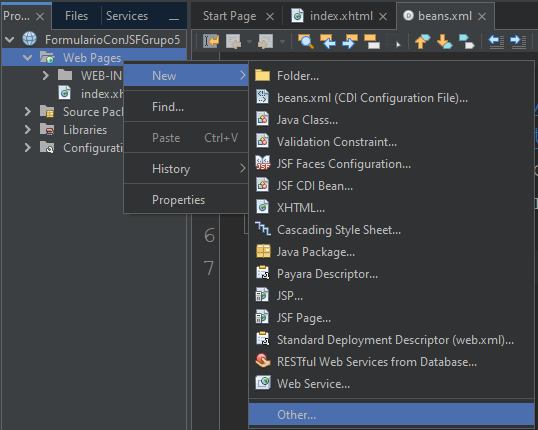 Pro... Files Services
Start Page index.xhtml beans.xml
FormularioConJSFGrupo5
Web Pages
WEB-IN
index.xh
Source Pack
Libraries
Configurati
New
Find...
Paste Ctrl+V
History
Properties
Folder...
beans.xml (CDI Configuration File)...
Java Class...
Validation Constraint...
JSF Faces Configuration...
JSF CDI Bean...
XHTML...
Cascading Style Sheet...
Java Package...
Payara Descriptor...
JSP...
JSF Page...
Standard Deployment Descriptor (web.xml)...
RESTful Web Services from Database...
Web Service...
Other...
6
7